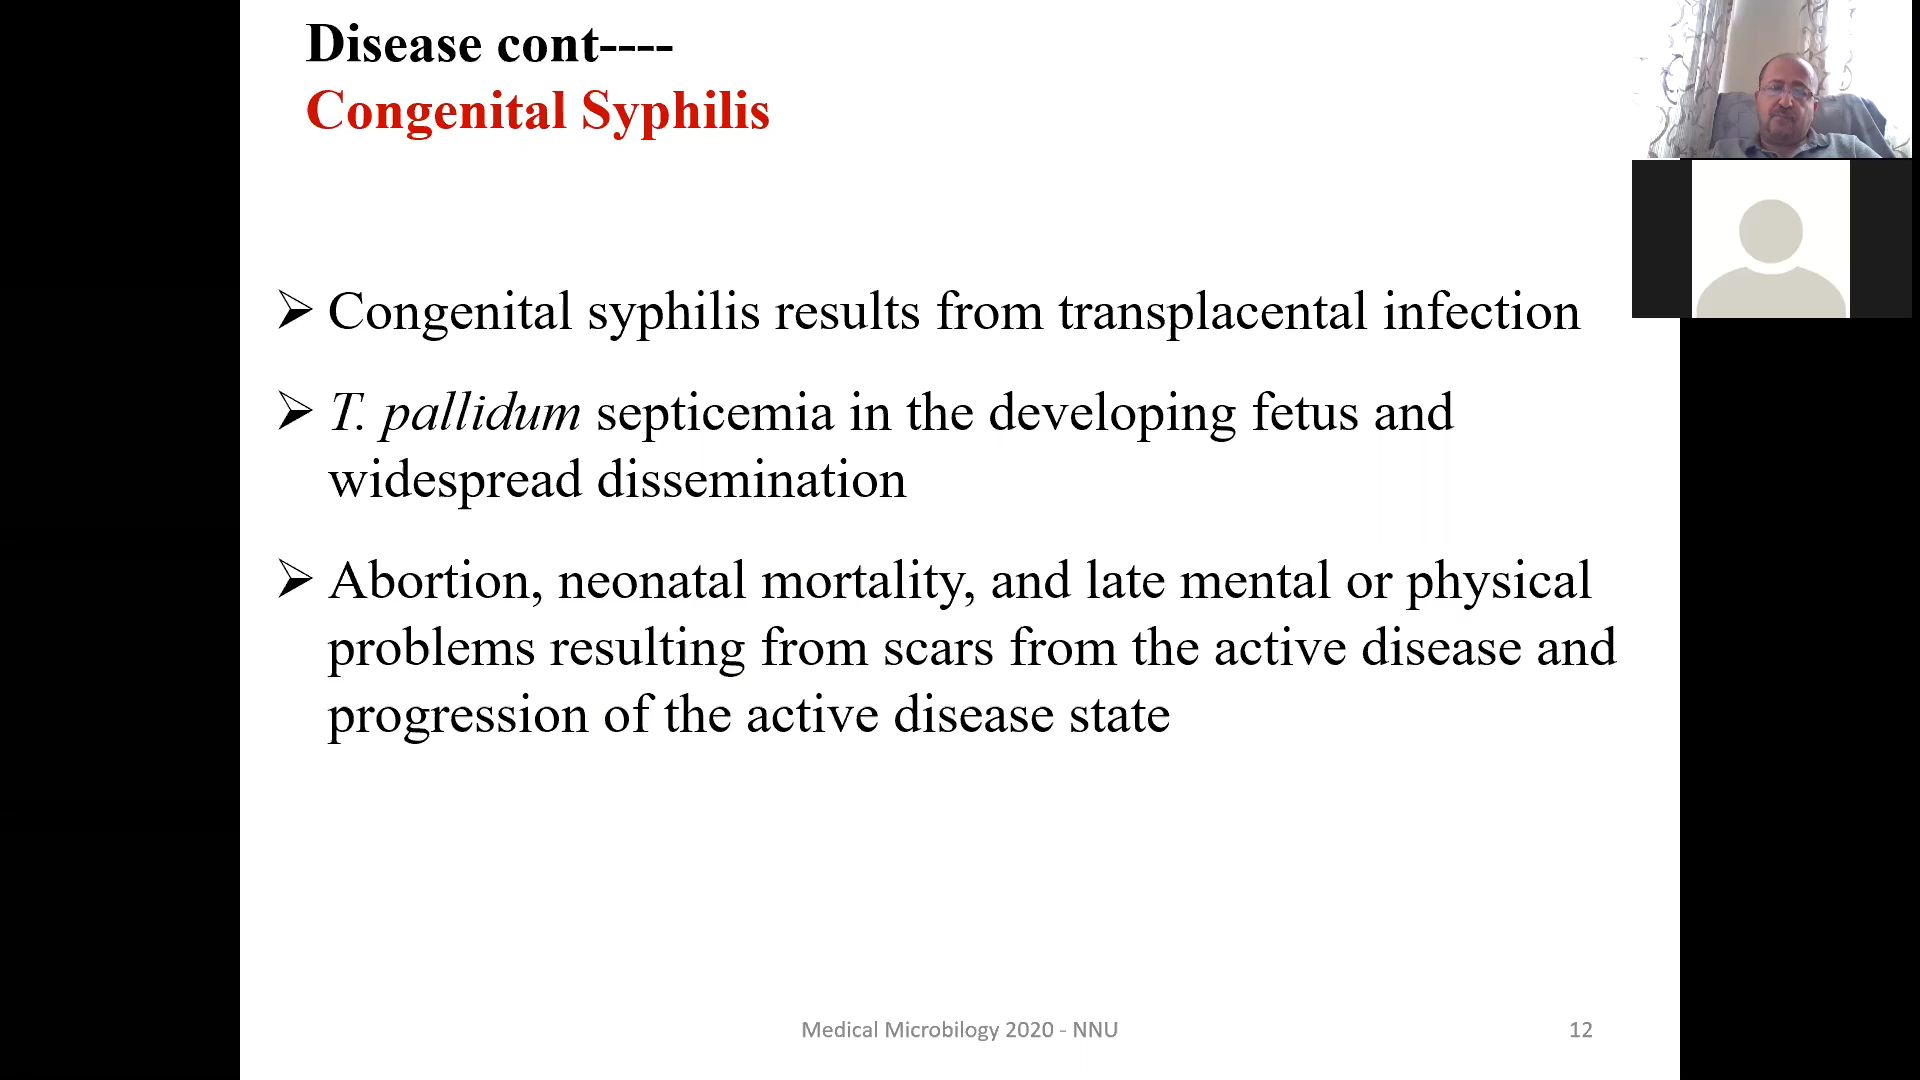 Disease cont----
Congenital Syphilis
➢ Congenital syphilis results from transplacental infection
➢ T. pallidum septicemia in the developing fetus and
widespread dissemination
➢ Abortion, neonatal mortality, and late mental or physical
problems resulting from scars from the active disease and
progression of the active disease state
Medical Microbilogy 2020 - NNU
12